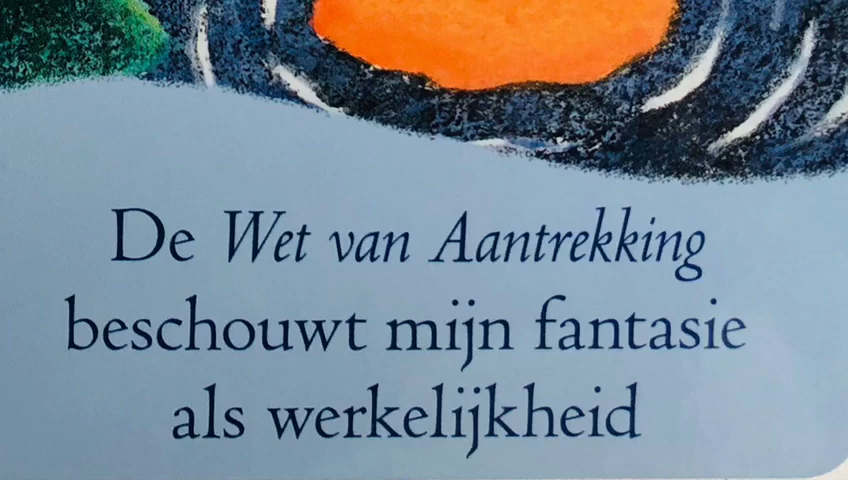 De Wet van Aantrekking
beschouwt mijn fantasie
als werkelijkheid